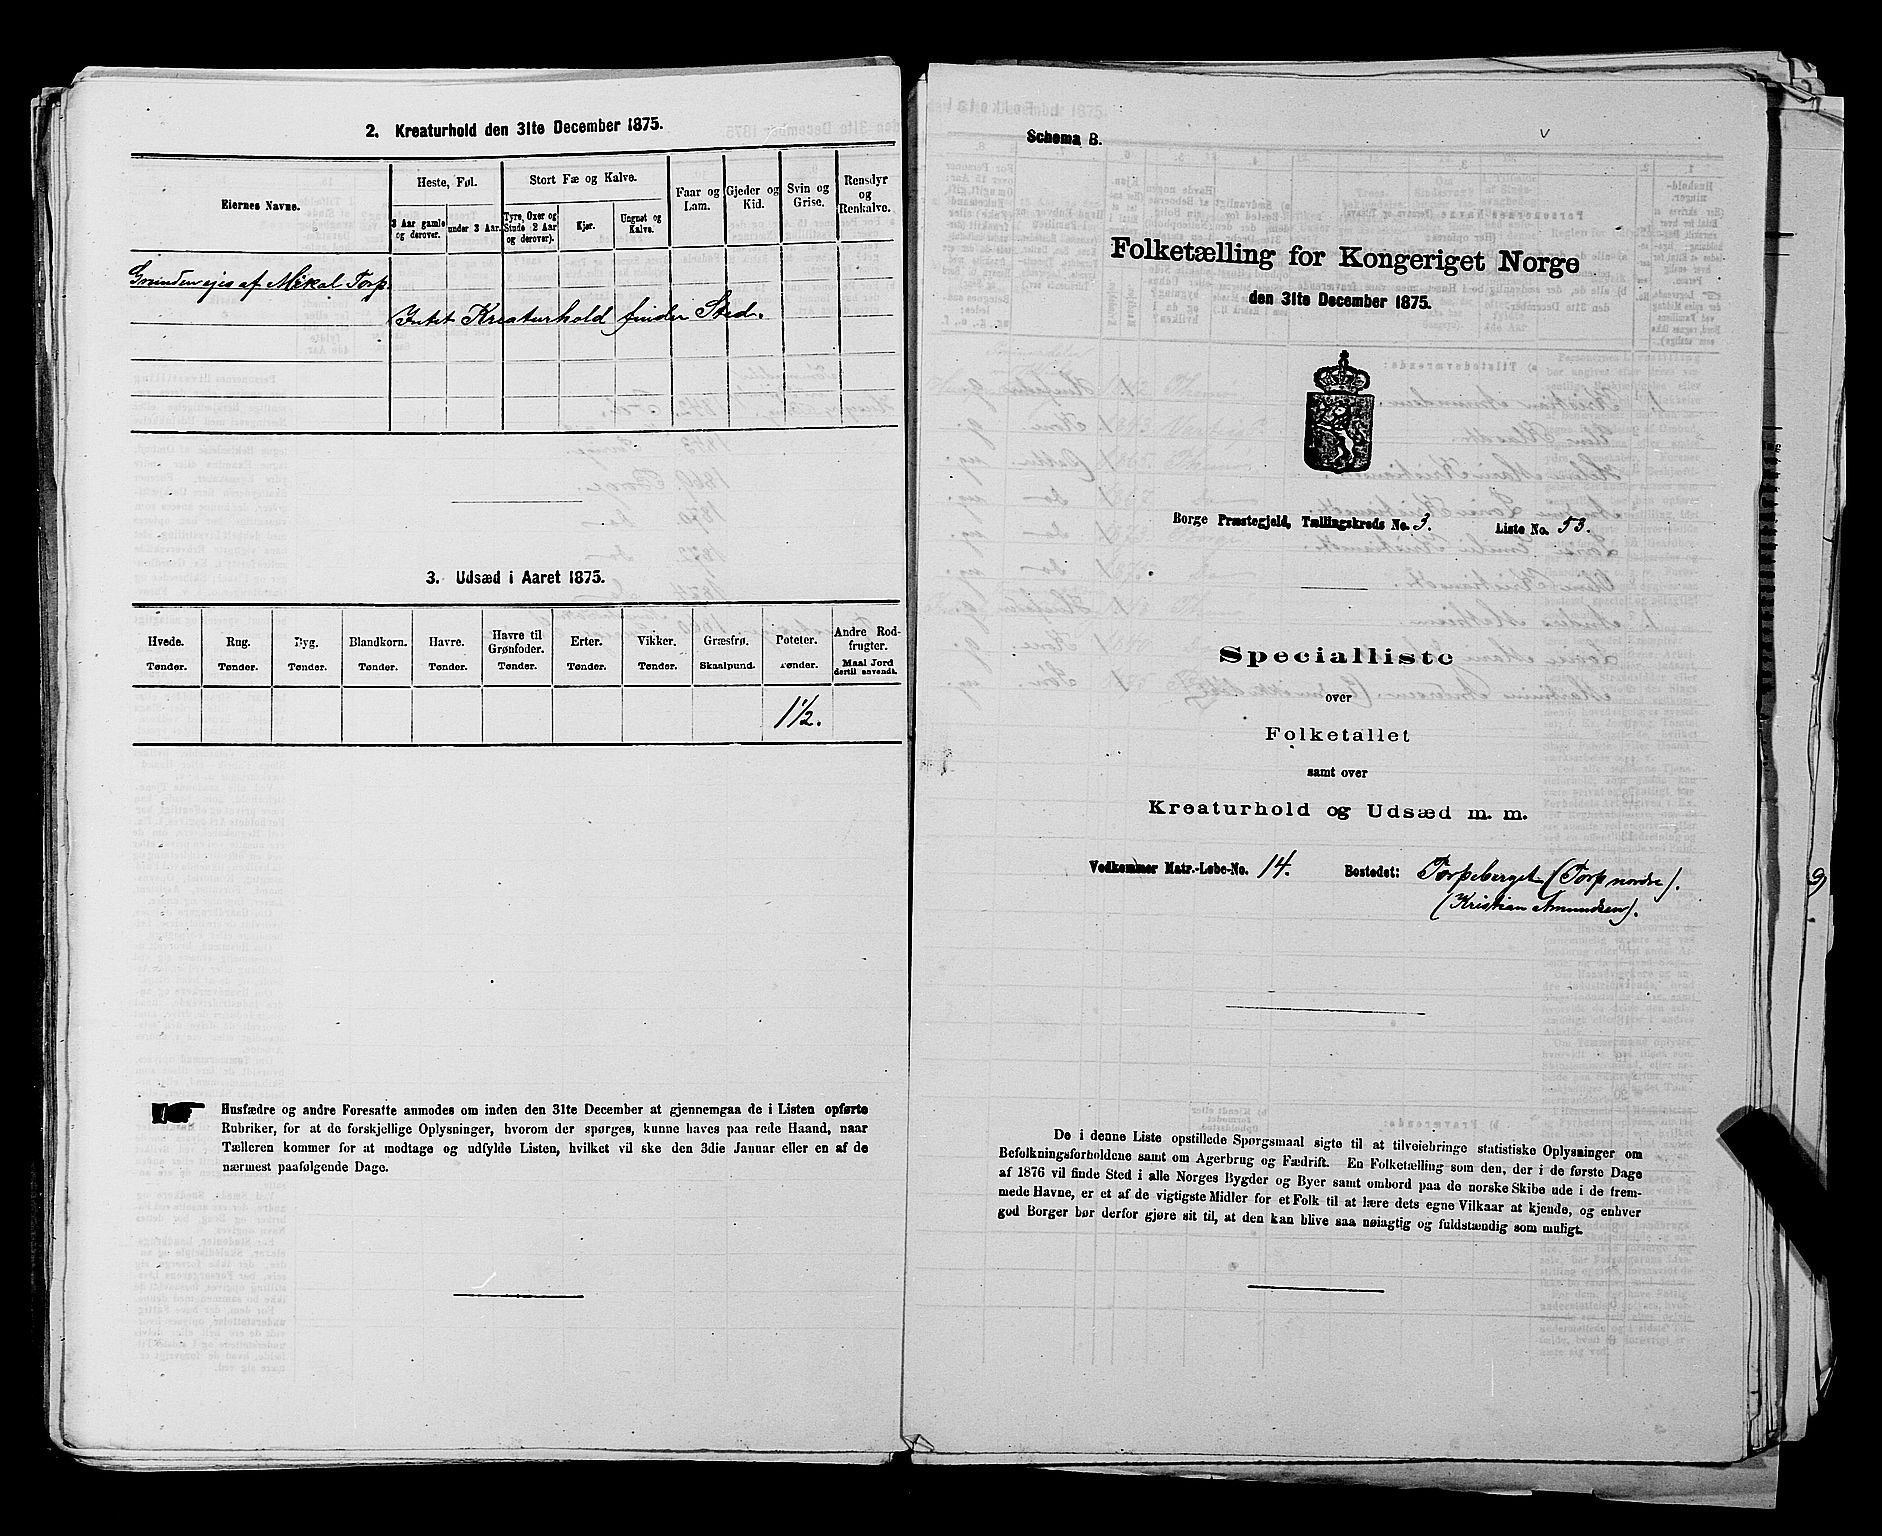 2. Kreaturhold den 31te December 1875.
Eiernes Navne.
Heste, Føl.
Stort Fæ og Kalve.
Faar og Lam.
Gjeder og Kid.
Svin og Grise.
Rensdyr og Renkalve.
3 Aar gamle og derover.
under 3 Aar.
Tyre, Oxer og Stude 2 Aar og derover).
Kjør.
Ungnøt og Kalve.
Grunden ejes af Mikal Torp.
Intet Kreaturhold finder Sted.
3. Udsæd i Aaret 1875.
Hvede. Rug. Byg. Blandkorn. Havre. Havre til Grønfoder. Erter. Vikker. Græsfrø. Poteter. Andre Rodfrugter.
Tønder. Tønder. Tønder. Tønder. Tønder. Tønder. Tønder. Tønder. Skaalpund. Tønder. Maal Jord dertil anvendt.
1 1/2.
Husfædre og andre Foresatte anmodes om inden den 31te December at gjennemgaa de i Listen opførte
Rubriker, for at de forskjellige Oplysninger, hvorom der spørges, kunne haves paa rede Haand, naar
Tælleren kommer for at modtage og udfylde Listen, hvilket vil ske den 3die Januar eller en af de
nærmest paafølgende Dage.
Schema B.
Folketælling for Kongeriget Norge
den 31te December 1875.
Borge Præstegjeld, Tællingskreds No. 3. Liste No. 53.
Specialliste
over
Folketallet
samt over
Kreaturhold og Udsæd m. m.
Vedkommer Matr.-Løbe-No. 14. Bostedet: Torpeberget (Torp nordre).
(Kristian Amundsen).
De i denne Liste opstillede Spørgsmaal sigte til at tilveiebringe statistiske Oplysninger om
Befolkningsforholdene samt om Agerbrug og Fædrift. En Folketælling som den, der i de første Dage
af 1876 vil finde Sted i alle Norges Bygder og Byer samt ombord paa de norske Skibe ude i de frem-
mede Havne, er et af de vigtigste Midler for et Folk til at lære dets egne Vilkaar at kjende, og enhver
god Borger bør derfor gjøre sit til, at den kan blive saa nøiagtig og fuldstændig som muligt.